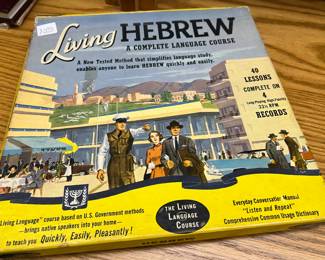 Living HEBREW
A COMPLETE LANGUAGE COURSE
A New Tested Method that simplifies language study,
enables anyone to learn HEBREW quickly and easily.
40
LESSONS
COMPLETE ON
4
Long Playing High Fidelity
33⅓ RPM
RECORDS
Living Language™ course based on U.S. Government methods
—brings native speakers into your home—
to teach you Quickly, Easily, Pleasantly!
THE
LIVING
LANGUAGE
COURSE
Everyday Conversation Manual
"Listen and Repeat"
Comprehensive Common Usage Dictionary